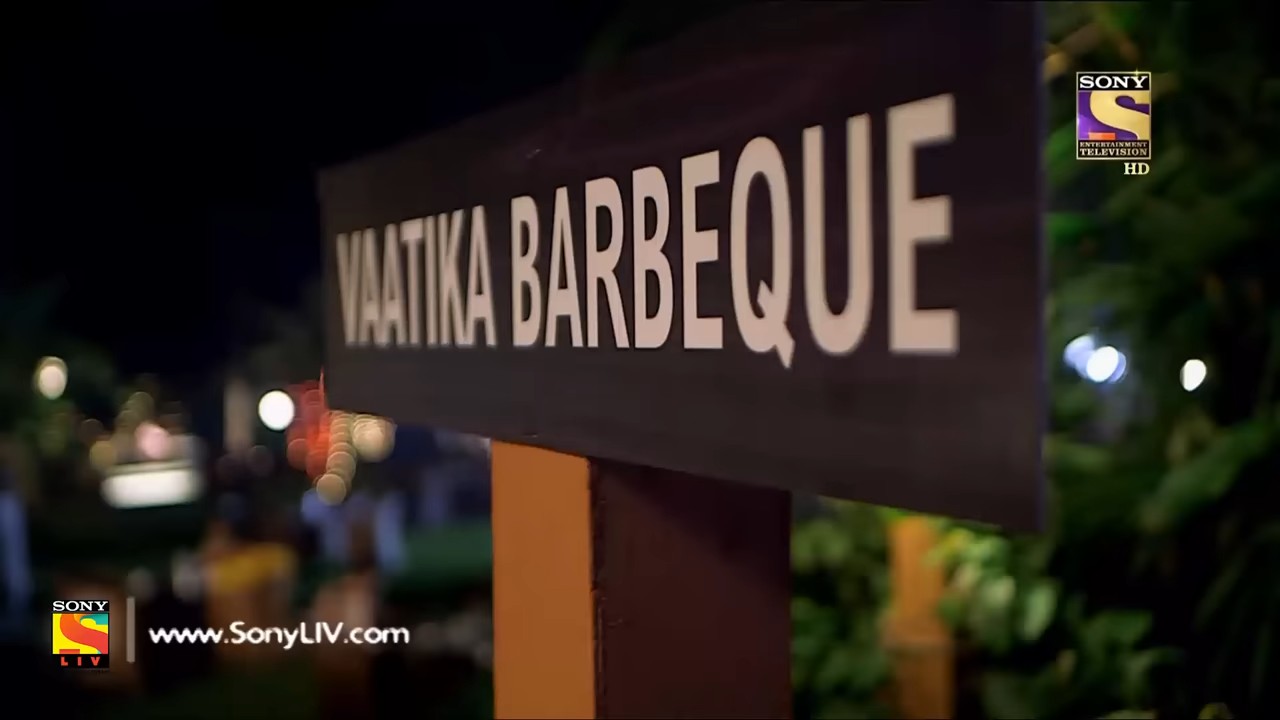 VAATIKA BARBEQUE
SONY
ENTERTAINMENT
TELEVISION
HD
SONY
LIV
www.SonyLIV.com